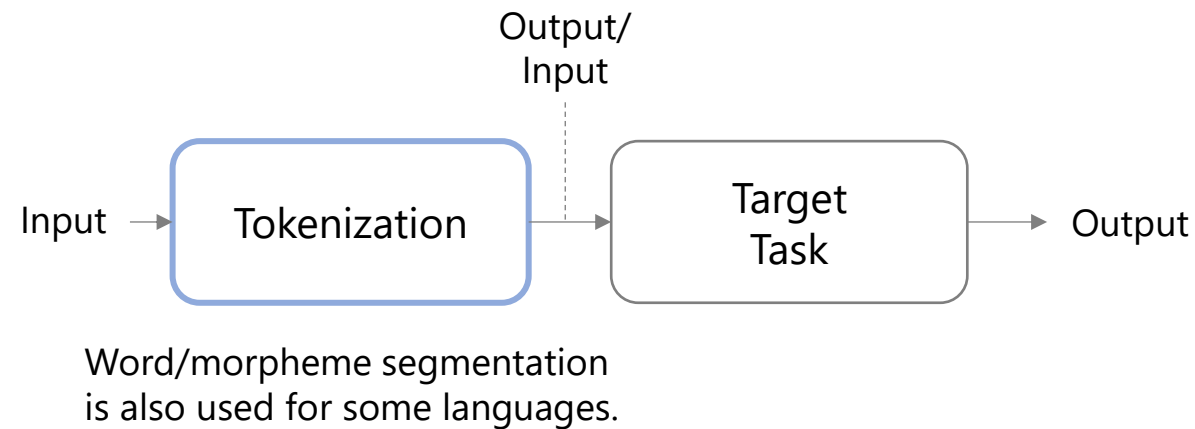 Output/
Input
Input
Tokenization
Target
Task
Output
Word/morpheme segmentation
is also used for some languages.